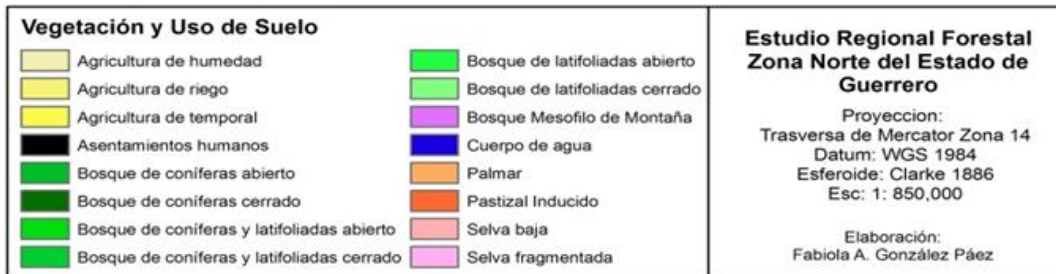 Vegetación y Uso de Suelo
Agricultura de humedad
Agricultura de riego
Agricultura de temporal
Asentamientos humanos
Bosque de coníferas abierto
Bosque de coníferas cerrado
Bosque de coníferas y latifoliadas abierto
Bosque de coníferas y latifoliadas cerrado
Bosque de latifoliadas abierto
Bosque de latifoliadas cerrado
Bosque Mesofilo de Montaña
Cuerpo de agua
Palmar
Pastizal Inducido
Selva baja
Selva fragmentada
Estudio Regional Forestal
Zona Norte del Estado de
Guerrero
Proyeccion:
Trasversa de Mercator Zona 14
Datum: WGS 1984
Esferoide: Clarke 1886
Esc: 1: 850,000
Elaboración:
Fabiola A. González Páez